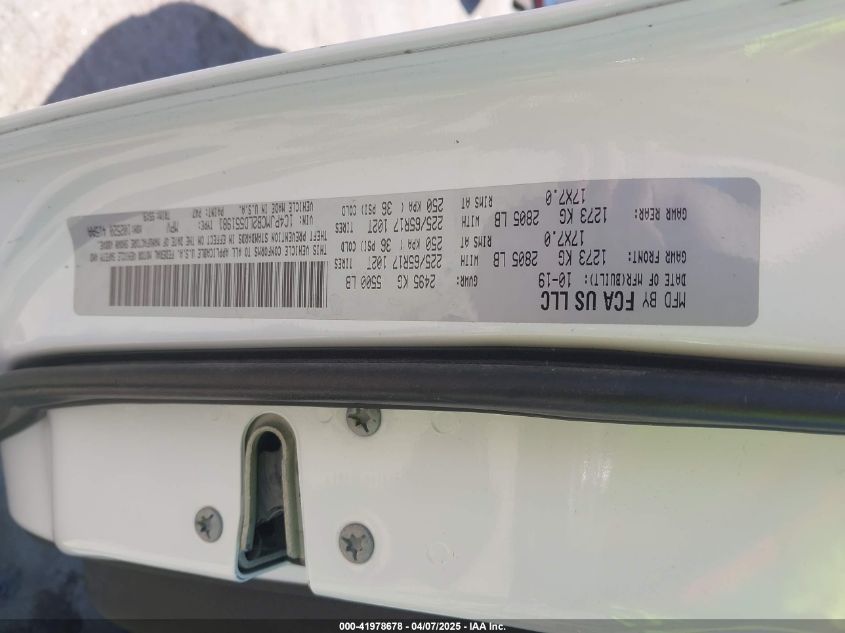 MFD BY FCA US LLC
DATE OF MFR(BUILT): 10-19 GVWR: 2495 KG 5500 LB
GAWR FRONT: 1273 KG 2805 LB WITH 225/65R17 102T TIRES
17X7.0 RIMS AT 250 KPA ( 36 PSI) COLD
GAWR REAR: 1273 KG 2805 LB WITH 225/65R17 102T TIRES
17X7.0 RIMS AT 250 KPA ( 36 PSI) COLD
THIS VEHICLE CONFORMS TO ALL APPLICABLE U.S.A. FEDERAL MOTOR VEHICLE SAFETY AND
THEFT PREVENTION STANDARDS IN EFFECT ON THE DATE OF MANUFACTURE SHOWN ABOVE.
VIN: TYPE: MPV
VEHICLE MADE IN U.S.A. PAINT: PW7
000-41978678 - 04/07/2025 - IAA Inc.